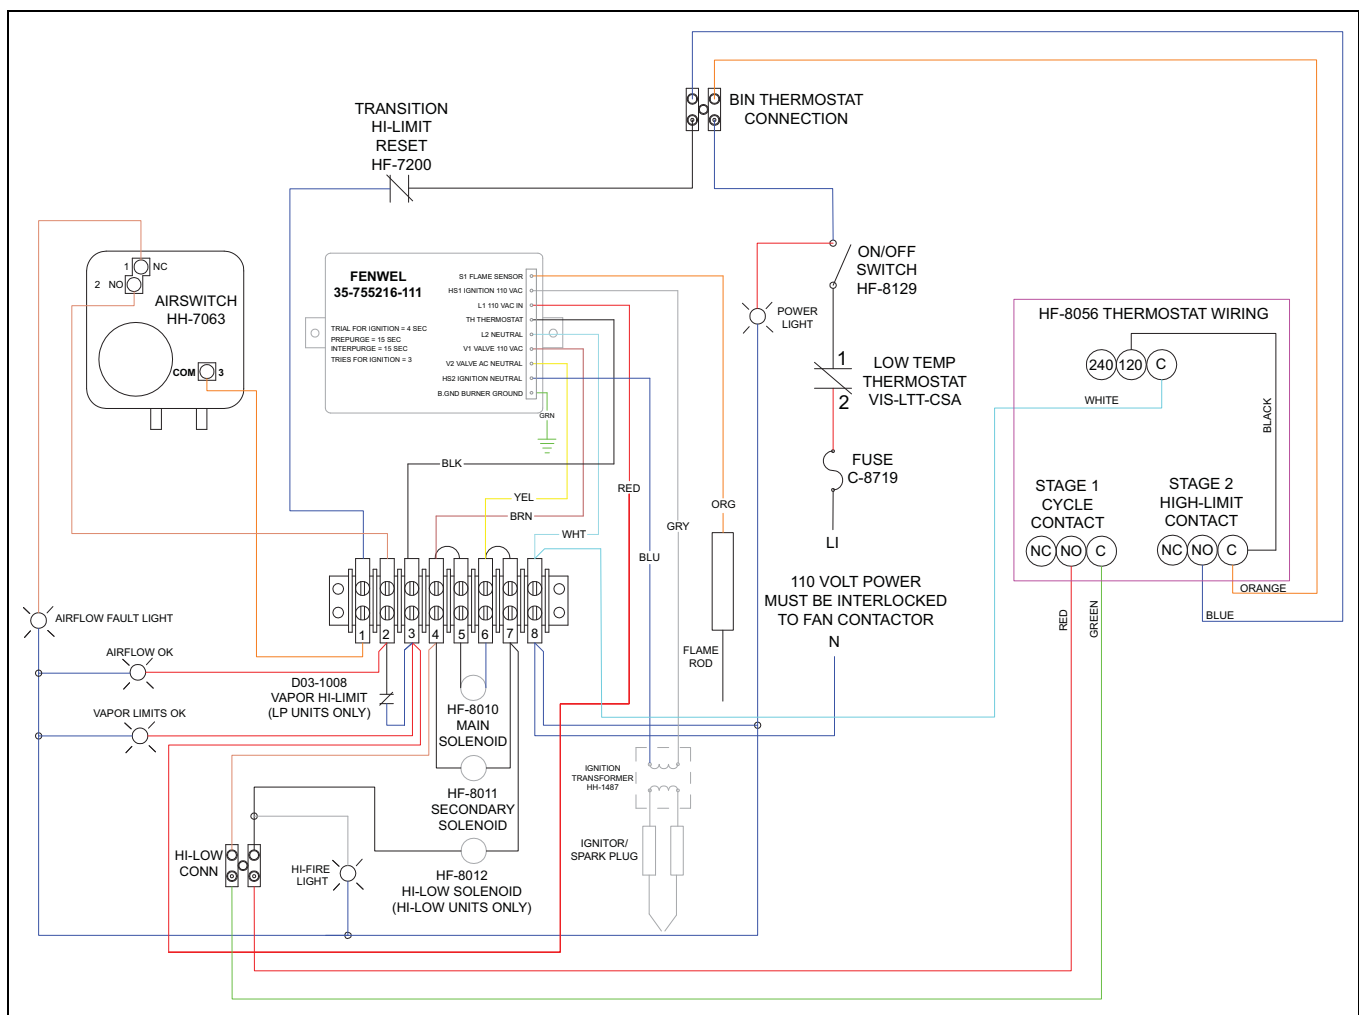 BIN THERMOSTAT
CONNECTION
TRANSITION
HI-LIMIT
RESET
HF-7200
1 NC
2 NO
AIRSWITCH
HH-7063
COM 3
FENWEL
35-755216-111
TRIAL FOR IGNITION = 4 SEC
PREPURGE = 15 SEC
INTERPURGE = 15 SEC
TRIES FOR IGNITION = 3
S1 FLAME SENSOR
HS1 IGNITION 110 VAC
L1 110 VAC IN
TH THERMOSTAT
L2 NEUTRAL
V1 VALVE 110 VAC
V2 VALVE AC NEUTRAL
HS2 IGNITION NEUTRAL
B.GND BURNER GROUND
GRN
ON/OFF
SWITCH
HF-8129
POWER
LIGHT
1
2
LOW TEMP
THERMOSTAT
VIS-LTT-CSA
FUSE
C-8719
LI
110 VOLT POWER
MUST BE INTERLOCKED
TO FAN CONTACTOR
N
HF-8056 THERMOSTAT WIRING
240 120 C
WHITE
BLACK
STAGE 1
CYCLE
CONTACT
NC NO C
STAGE 2
HIGH-LIMIT
CONTACT
NC NO C
ORANGE
BLUE
RED
GREEN
BLK
YEL
BRN
WHT
RED
BLU
GRY
ORG
FLAME
ROD
1 2 3 4 5 6 7 8
AIRFLOW FAULT LIGHT
AIRFLOW OK
VAPOR LIMITS OK
D03-1008
VAPOR HI-LIMIT
(LP UNITS ONLY)
HF-8010
MAIN
SOLENOID
HF-8011
SECONDARY
SOLENOID
HF-8012
HI-LOW SOLENOID
(HI-LOW UNITS ONLY)
HI-LOW
CONN
HI-FIRE
LIGHT
IGNITION
TRANSFORMER
HH-1487
IGNITOR/
SPARK PLUG